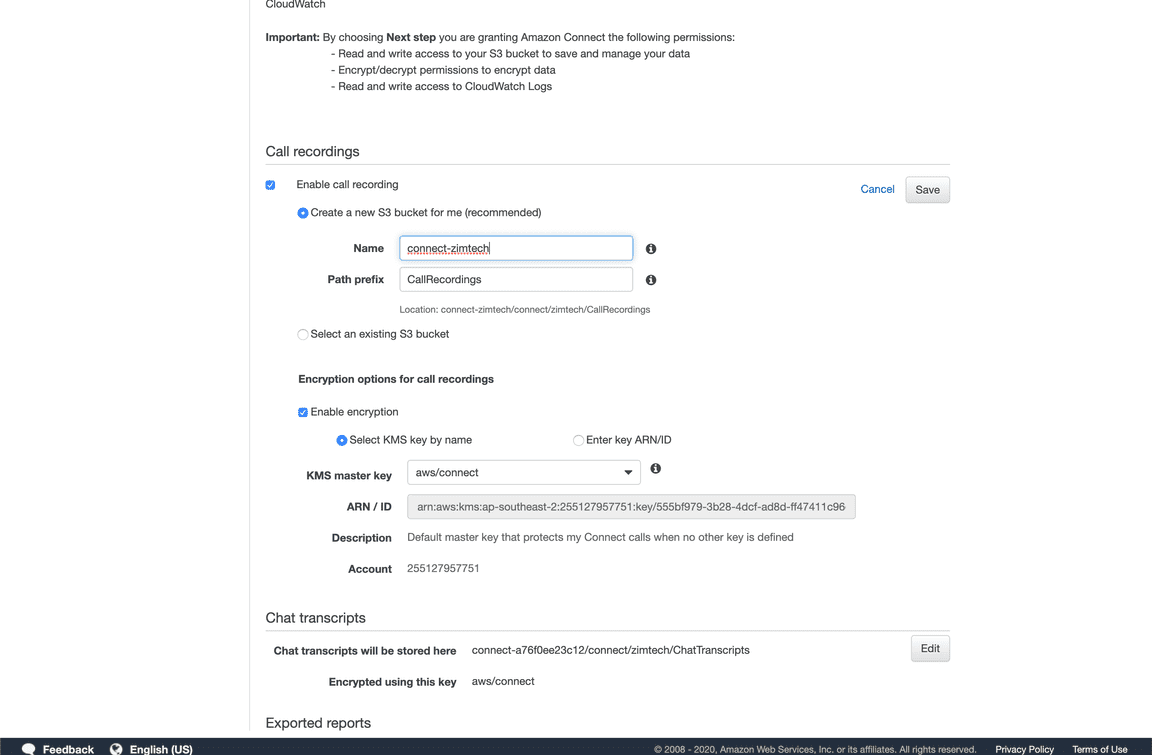 CloudWatch
Important: By choosing Next step you are granting Amazon Connect the following permissions:
- Read and write access to your S3 bucket to save and manage your data
- Encrypt/decrypt permissions to encrypt data
- Read and write access to CloudWatch Logs
Call recordings
Enable call recording
Cancel Save
Create a new S3 bucket for me (recommended)
Name connect-zimtech
Path prefix CallRecordings
Location: connect-zimtech/connect/zimtech/CallRecordings
Select an existing S3 bucket
Encryption options for call recordings
Enable encryption
Select KMS key by name Enter key ARN/ID
KMS master key aws/connect
ARN / ID arn:aws:kms:ap-southeast-2:255127957751:key/555bf979-3b28-4dcf-ad8d-ff47411c96
Description Default master key that protects my Connect calls when no other key is defined
Account 255127957751
Chat transcripts
Chat transcripts will be stored here connect-a76f0ee23c12/connect/zimtech/ChatTranscripts Edit
Encrypted using this key aws/connect
Exported reports
Feedback English (US) © 2008 - 2020, Amazon Web Services, Inc. or its affiliates. All rights reserved. Privacy Policy Terms of Use